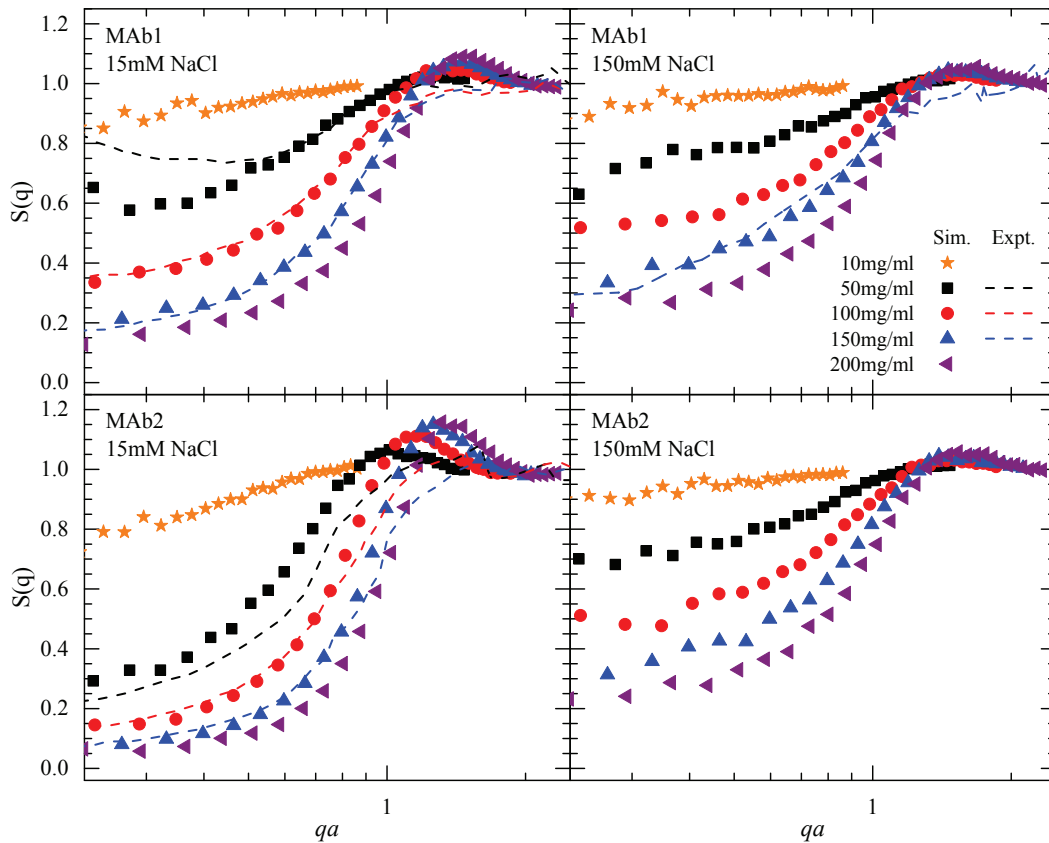 1.2
1.0
0.8
0.6
0.4
0.2
0.0
S(q)
MAb1
15mM NaCl
MAb1
150mM NaCl
Sim. Expt.
10mg/ml
50mg/ml
100mg/ml
150mg/ml
200mg/ml
1.2
1.0
0.8
0.6
0.4
0.2
0.0
S(q)
MAb2
15mM NaCl
MAb2
150mM NaCl
1
1
qa
qa